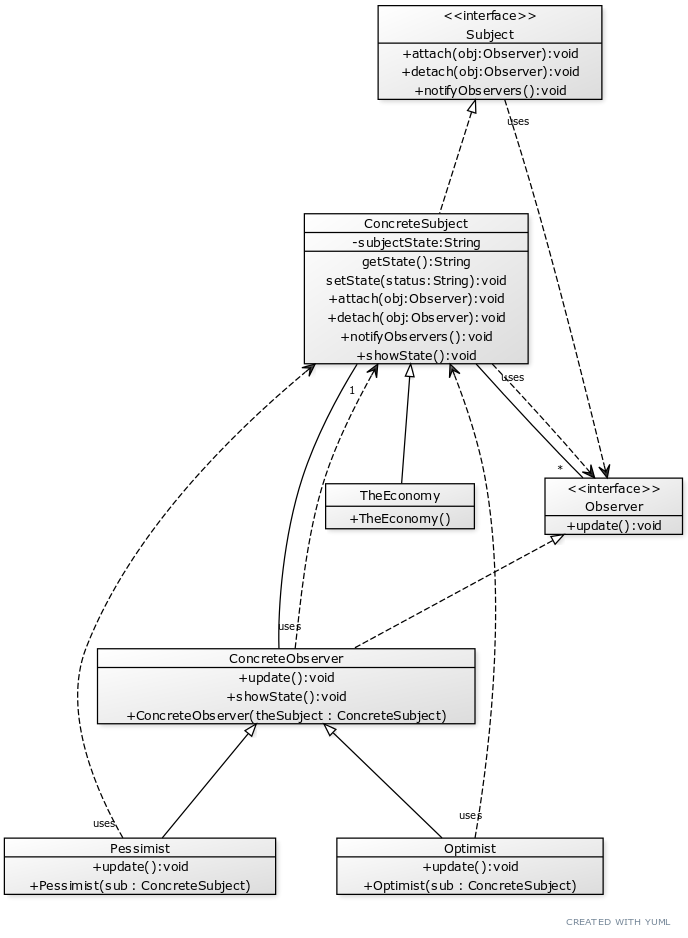 <<interface>>
Subject
+attach(obj:Observer):void
+detach(obj:Observer):void
+notifyObservers():void
uses
ConcreteSubject
-subjectState:String
getState():String
setState(status:String):void
+attach(obj:Observer):void
+detach(obj:Observer):void
+notifyObservers():void
+showState():void
uses
1
*
TheEconomy
+TheEconomy()
<<interface>>
Observer
+update():void
uses
ConcreteObserver
+update():void
+showState():void
+ConcreteObserver(theSubject : ConcreteSubject)
uses
uses
Pessimist
+update():void
+Pessimist(sub : ConcreteSubject)
Optimist
+update():void
+Optimist(sub : ConcreteSubject)
CREATED WITH YUML